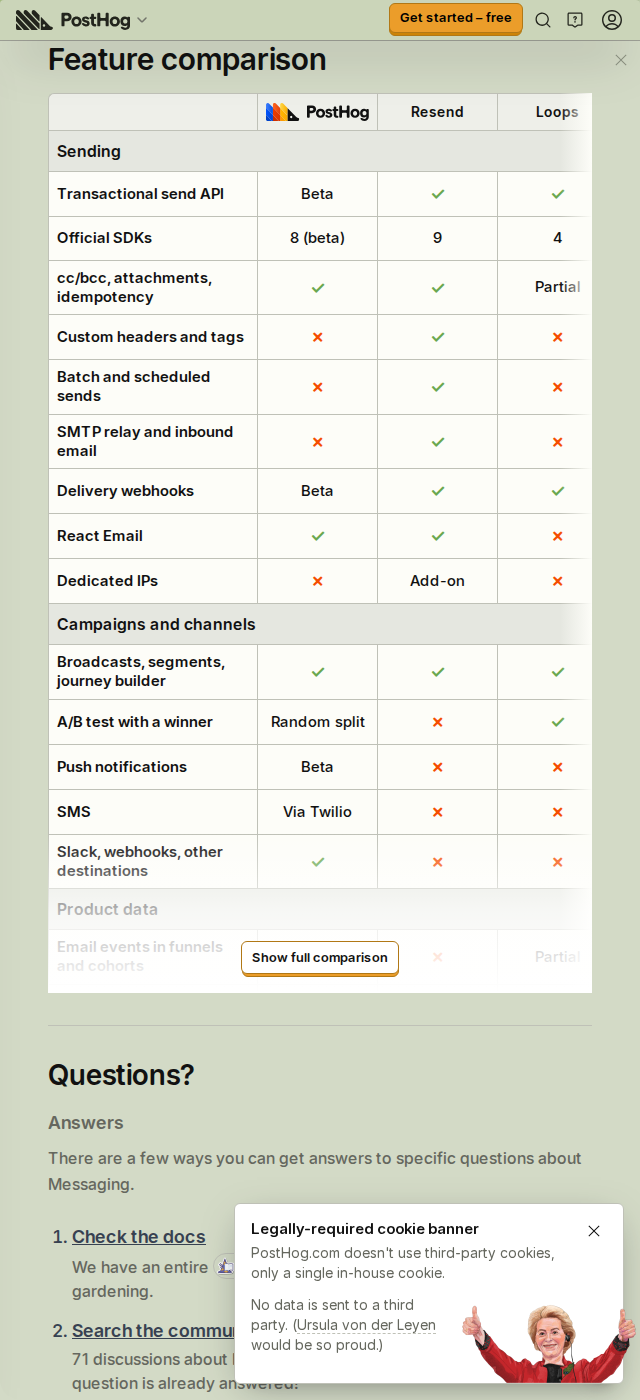 PostHog
Get started – free
Feature comparison
PostHog Resend Loops
Sending
Transactional send API Beta
Official SDKs 8 (beta) 9 4
cc/bcc, attachments,
idempotency
Partial
Custom headers and tags
Batch and scheduled
sends
SMTP relay and inbound
email
Delivery webhooks Beta
React Email
Dedicated IPs Add-on
Campaigns and channels
Broadcasts, segments,
journey builder
A/B test with a winner Random split
Push notifications Beta
SMS Via Twilio
Slack, webhooks, other
destinations
Product data
Email events in funnels
and cohorts
Partial
Show full comparison
Questions?
Answers
There are a few ways you can get answers to specific questions about
Messaging.
1. Check the docs
We have an entire
gardening.
2. Search the
71 discussions about
question is already answered!
Legally-required cookie banner
PostHog.com doesn't use third-party cookies,
only a single in-house cookie.
No data is sent to a third
party. (Ursula von der Leyen
would be so proud.)